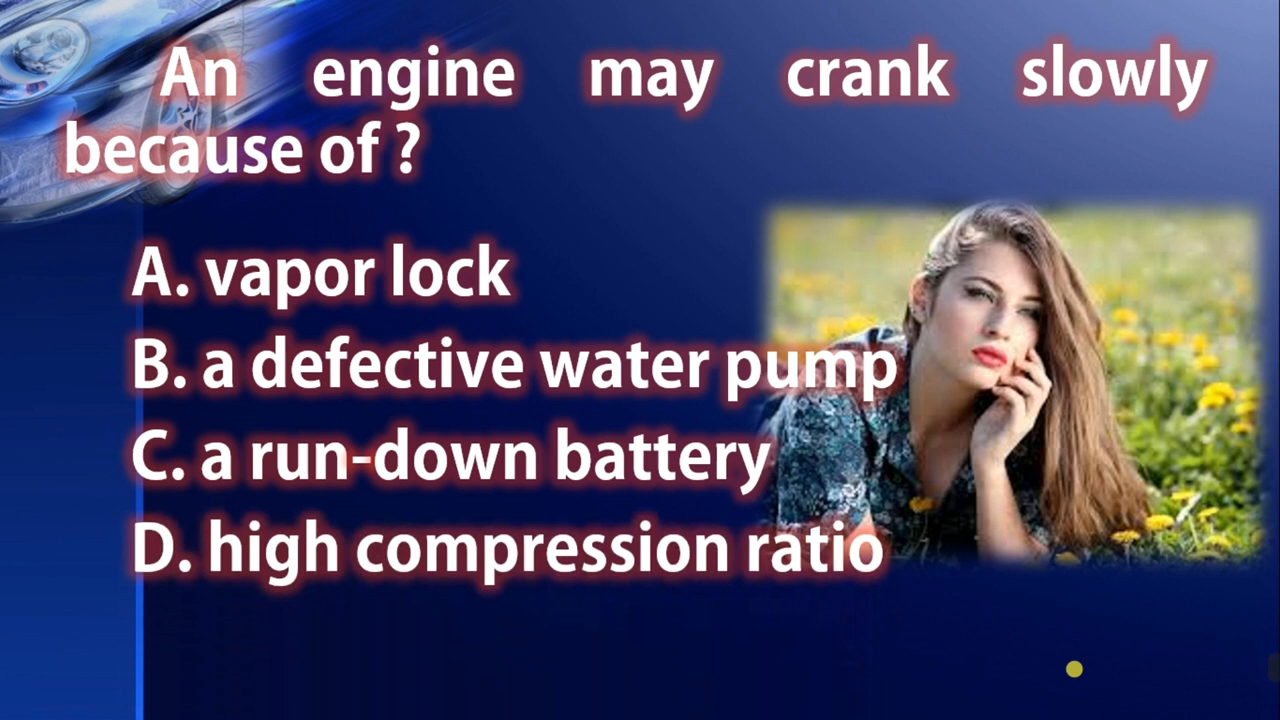 An engine may crank slowly
because of ?
A. vapor lock
B. a defective water pump
C. a run-down battery
D. high compression ratio